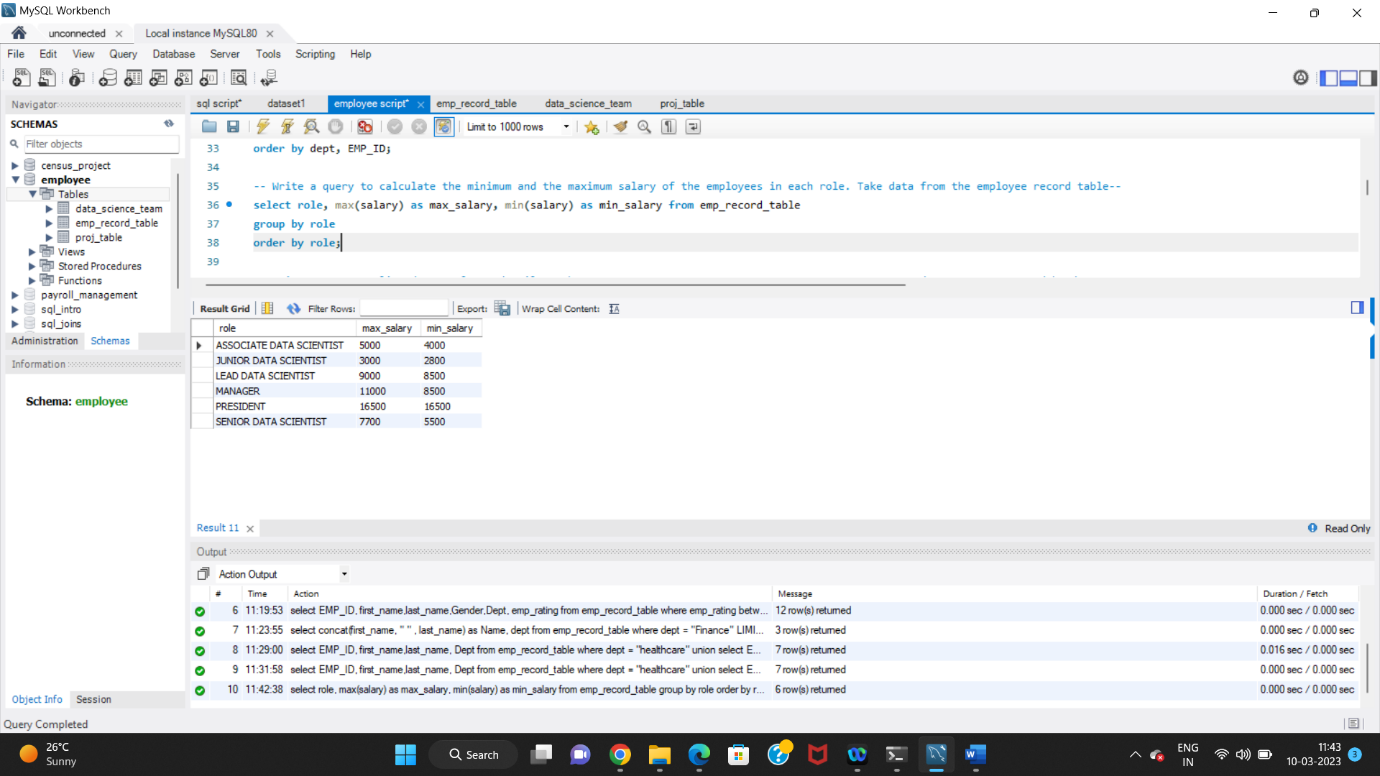 MySQL Workbench
unconnected
Local instance MySQL80
File Edit View Query Database Server Tools Scripting Help
Navigator
SCHEMAS
Filter objects
census_project
employee
Tables
data_science_team
emp_record_table
proj_table
Views
Stored Procedures
Functions
payroll_management
sql_intro
sql_joins
Administration Schemas
Information
Schema: employee
Object Info Session
sql script* dataset1 employee script* emp_record_table data_science_team proj_table
Limit to 1000 rows
33 order by dept, EMP_ID;
34
35 -- Write a query to calculate the minimum and the maximum salary of the employees in each role. Take data from the employee record table--
36 select role, max(salary) as max_salary, min(salary) as min_salary from emp_record_table
37 group by role
38 order by role;
39
Result Grid Filter Rows: Export: Wrap Cell Content:
role max_salary min_salary
ASSOCIATE DATA SCIENTIST 5000 4000
JUNIOR DATA SCIENTIST 3000 2800
LEAD DATA SCIENTIST 9000 8500
MANAGER 11000 8500
PRESIDENT 16500 16500
SENIOR DATA SCIENTIST 7700 5500
Result 11
Read Only
Output
Action Output
# Time Action Message Duration / Fetch
6 11:19:53 select EMP_ID, first_name,last_name,Gender,Dept, emp_rating from emp_record_table where emp_rating betw... 12 row(s) returned 0.000 sec / 0.000 sec
7 11:23:55 select concat(first_name, " " , last_name) as Name, dept from emp_record_table where dept = "Finance" LIMI... 3 row(s) returned 0.000 sec / 0.000 sec
8 11:29:00 select EMP_ID, first_name,last_name, Dept from emp_record_table where dept = "healthcare" union select E... 7 row(s) returned 0.016 sec / 0.000 sec
9 11:31:58 select EMP_ID, first_name,last_name, Dept from emp_record_table where dept = "healthcare" union select E... 7 row(s) returned 0.000 sec / 0.000 sec
10 11:42:38 select role, max(salary) as max_salary, min(salary) as min_salary from emp_record_table group by role order by r... 6 row(s) returned 0.000 sec / 0.000 sec
Query Completed
26°C
Sunny
Search
ENG
IN
11:43
10-03-2023
3